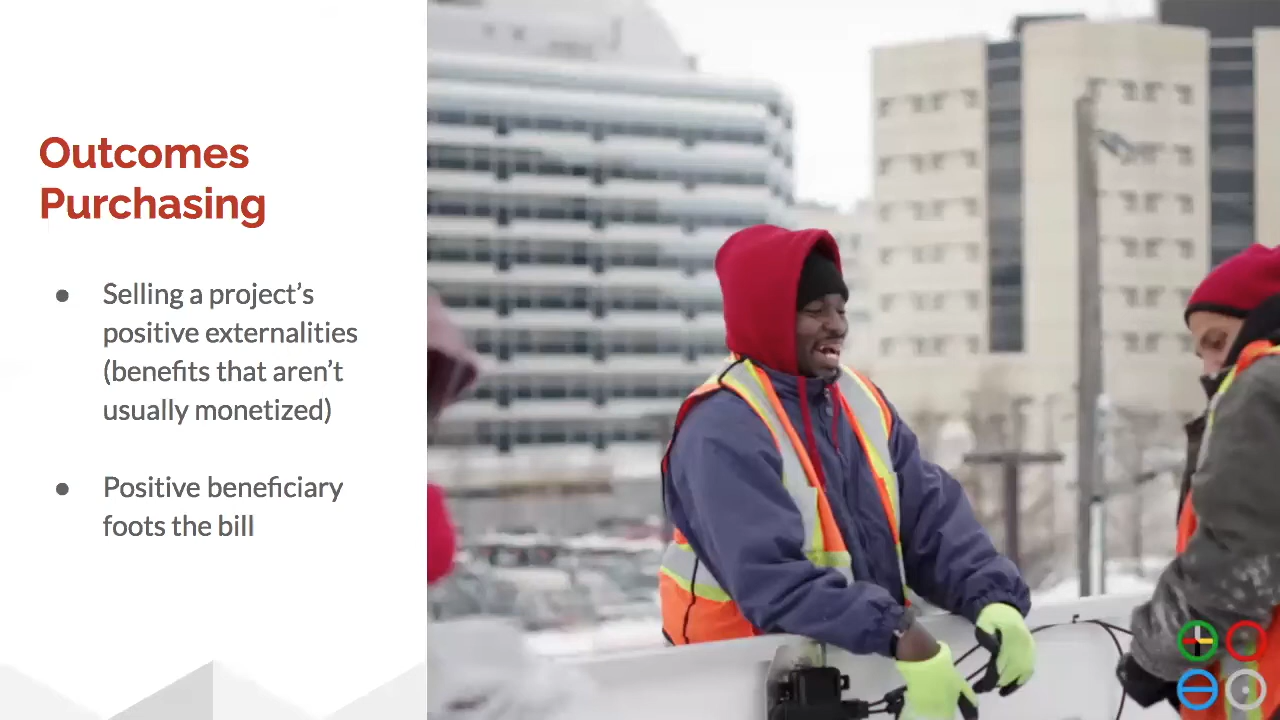 Outcomes
Purchasing
● Selling a project’s
positive externalities
(benefits that aren’t
usually monetized)
● Positive beneficiary
foots the bill